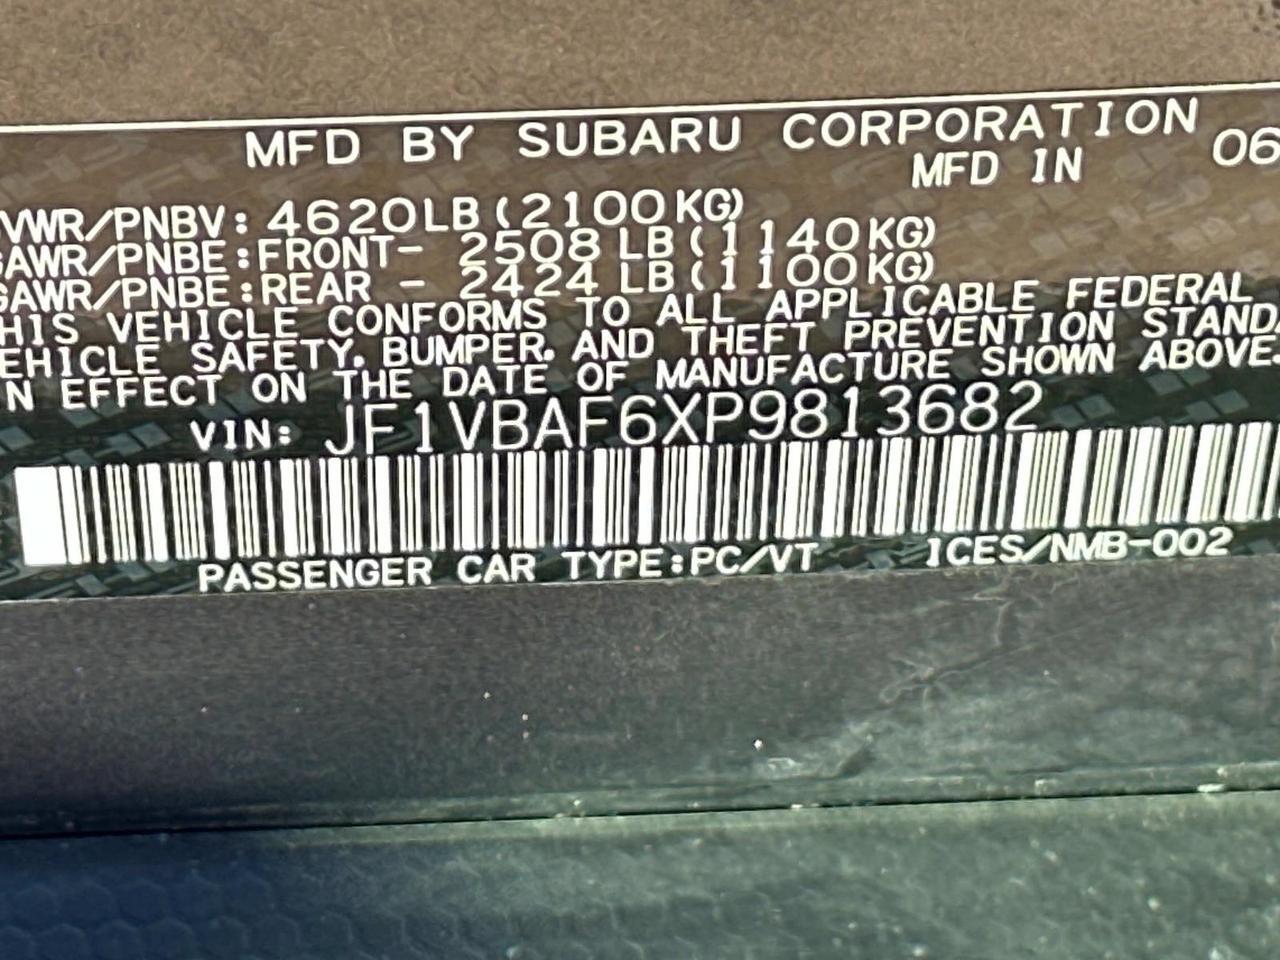 MFD BY SUBARU CORPORATION 06
MFD IN
VWR/PNBV: 4620LB (2100KG)
GAWR/PNBE:FRONT- 2508 LB (1140KG)
GAWR/PNBE:REAR - 2424 LB (1100KG)
HIS VEHICLE CONFORMS TO ALL APPLICABLE FEDERAL
EHICLE SAFETY, BUMPER, AND THEFT PREVENTION STANDA
N EFFECT ON THE DATE OF MANUFACTURE SHOWN ABOVE.
VIN: JF1VBAF6XP9813682
PASSENGER CAR TYPE:PC/VT ICES/NMB-002